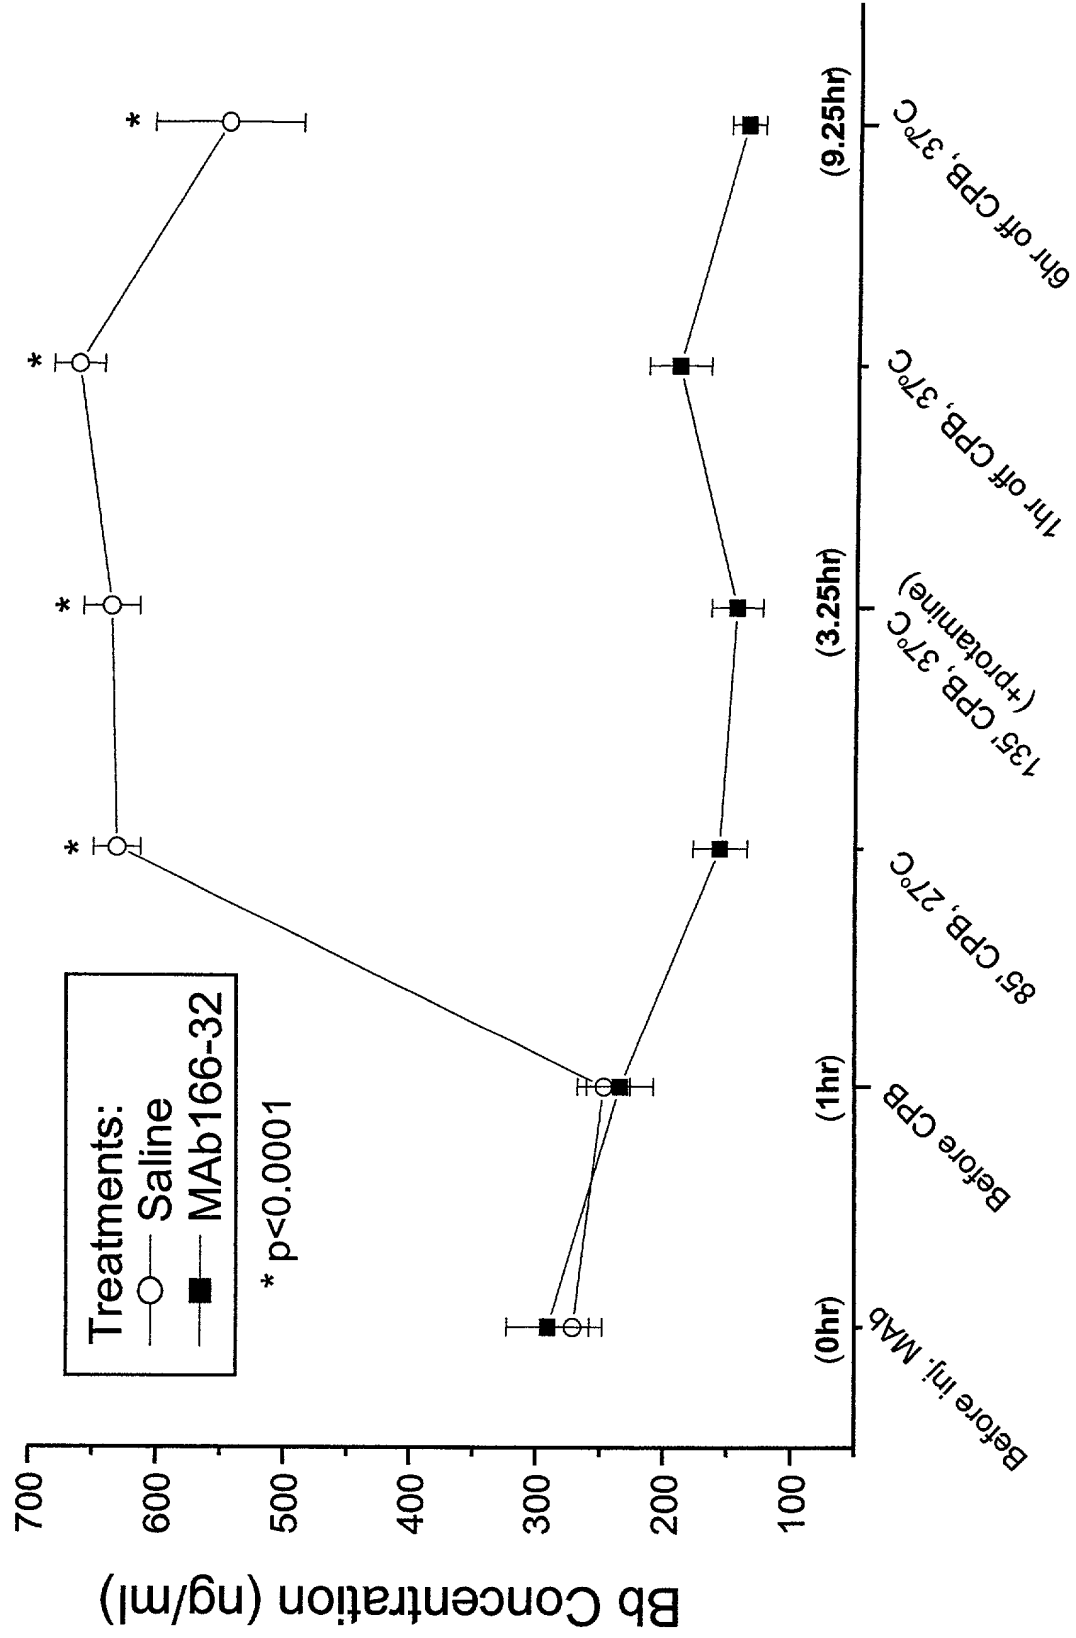 Treatments:
Saline
MAb166-32
* p<0.0001
*
*
*
*
700
600
500
400
300
200
100
Bb Concentration (ng/ml)
(0hr)
(1hr)
(3.25hr)
(9.25hr)
Before inj. MAb
Before CPB
85' CPB, 27°C
135' CPB, 37°C
(+protamine)
1hr off CPB, 37°C
6hr off CPB, 37°C